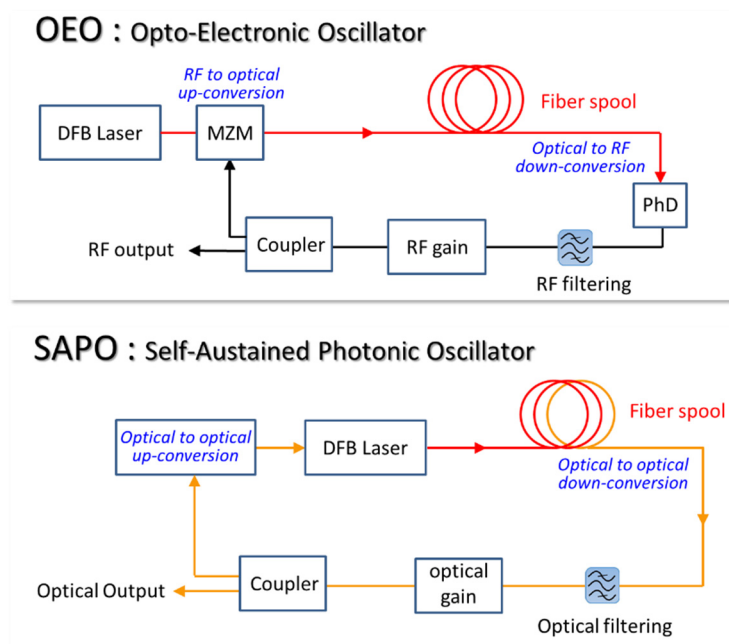 OEO : Opto-Electronic Oscillator
RF to optical
up-conversion
DFB Laser
MZM
Fiber spool
Optical to RF
down-conversion
PhD
RF output
Coupler
RF gain
RF filtering
SAPO : Self-Austained Photonic Oscillator
Optical to optical
up-conversion
DFB Laser
Fiber spool
Optical to optical
down-conversion
Optical Output
Coupler
optical
gain
Optical filtering